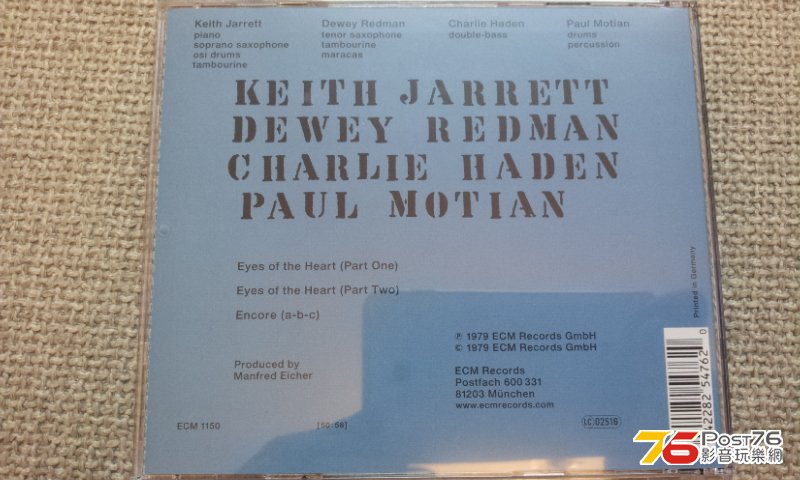 Keith Jarrett
piano
soprano saxophone
osi drums
tambourine
Dewey Redman
tenor saxophone
tambourine
maracas
Charlie Haden
double-bass
Paul Motian
drums
percussion
KEITH JARRETT
DEWEY REDMAN
CHARLIE HADEN
PAUL MOTIAN
Eyes of the Heart (Part One)
Eyes of the Heart (Part Two)
Encore (a-b-c)
Produced by
Manfred Eicher
℗ 1979 ECM Records GmbH
© 1979 ECM Records GmbH
ECM Records
Postfach 600 331
81203 München
www.ecmrecords.com
ECM 1150
[50:56]
LC 02516
Printed in Germany
42282 54762 0
76 Post76
影音玩樂網